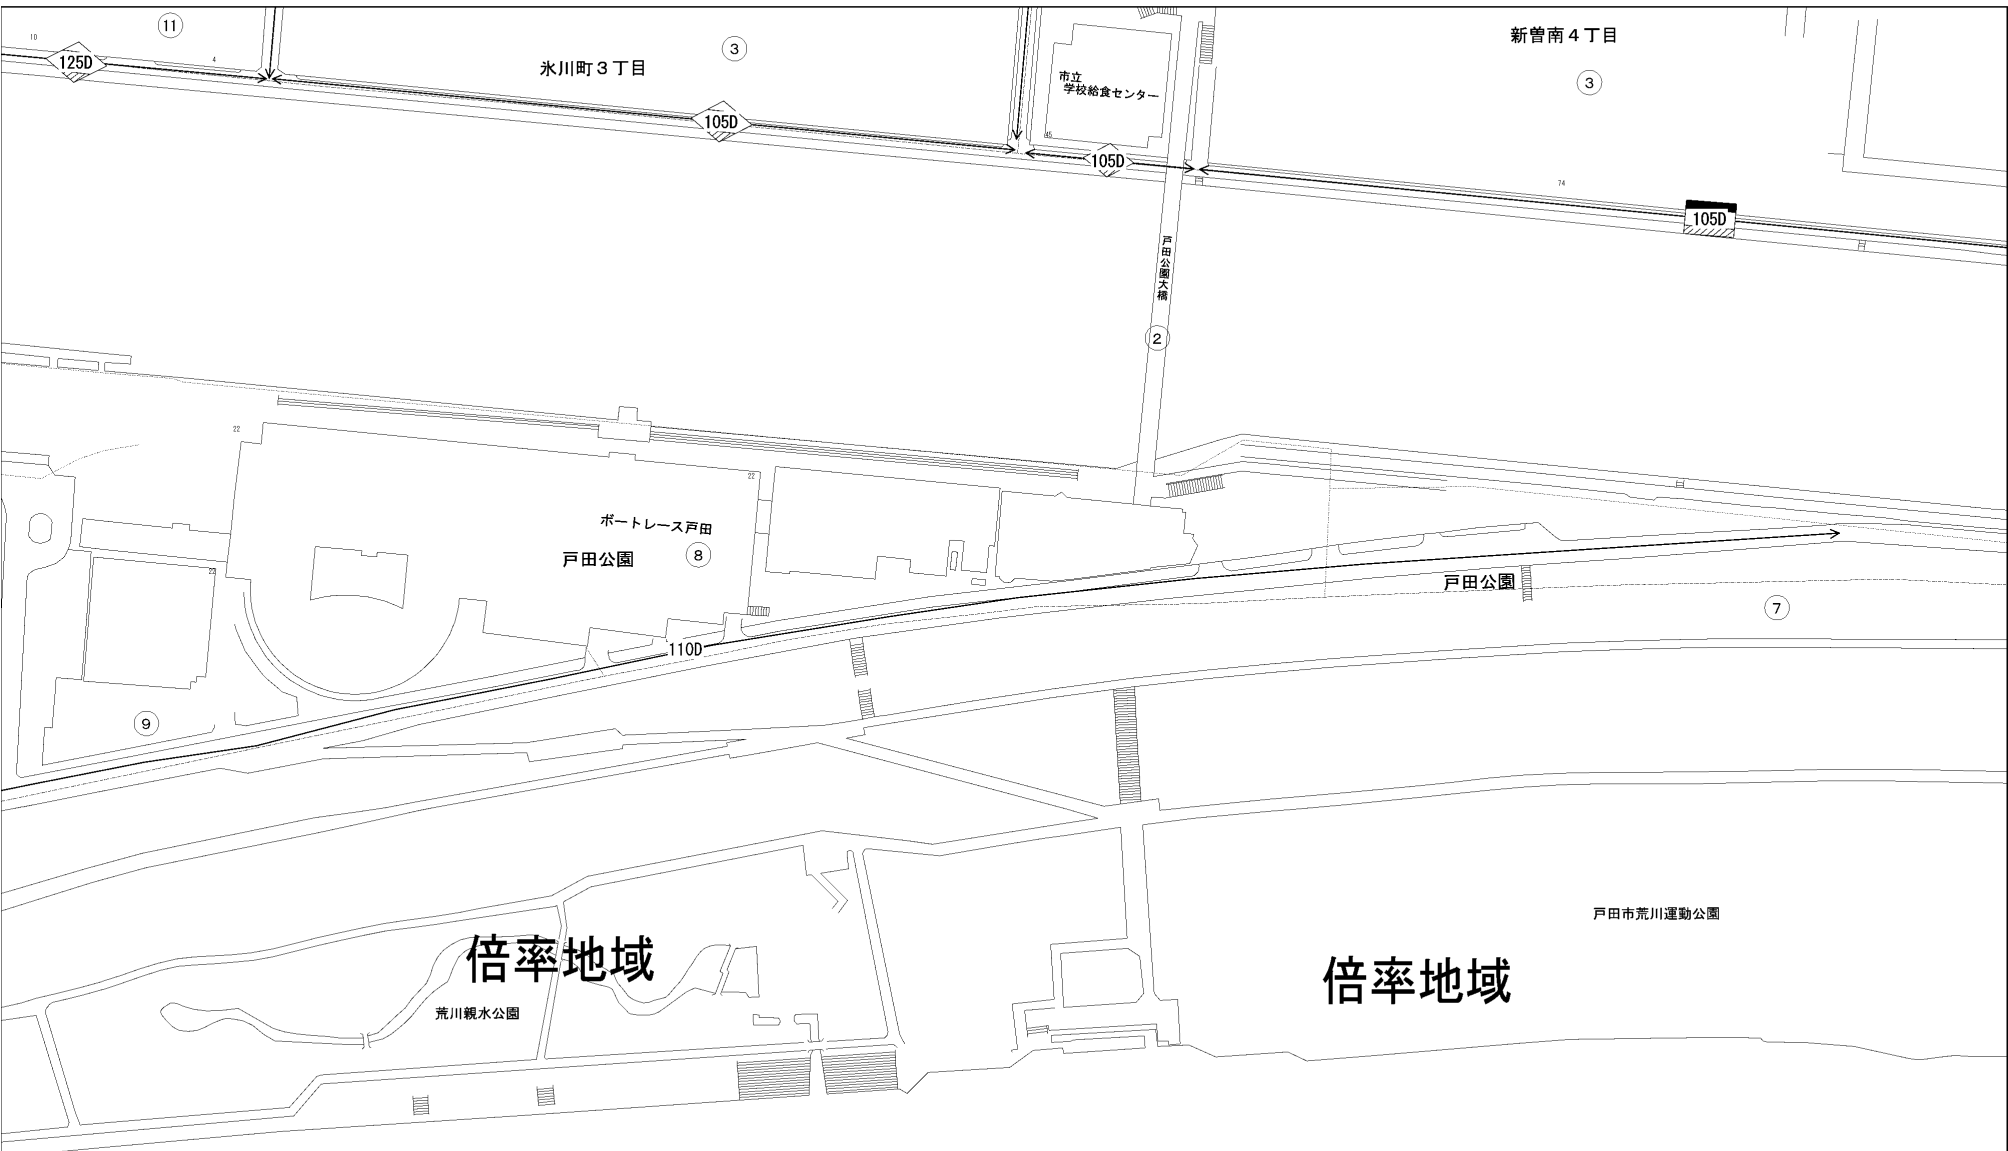 ⑪
10
125D
4
氷川町3丁目
③
新曽南4丁目
③
市立
学校給食センター
105D
45
105D
74
105D
戸田公園大橋
②
22
22
ボートレース戸田
戸田公園
⑧
22
戸田公園
⑦
110D
⑨
戸田市荒川運動公園
倍率地域
倍率地域
荒川親水公園